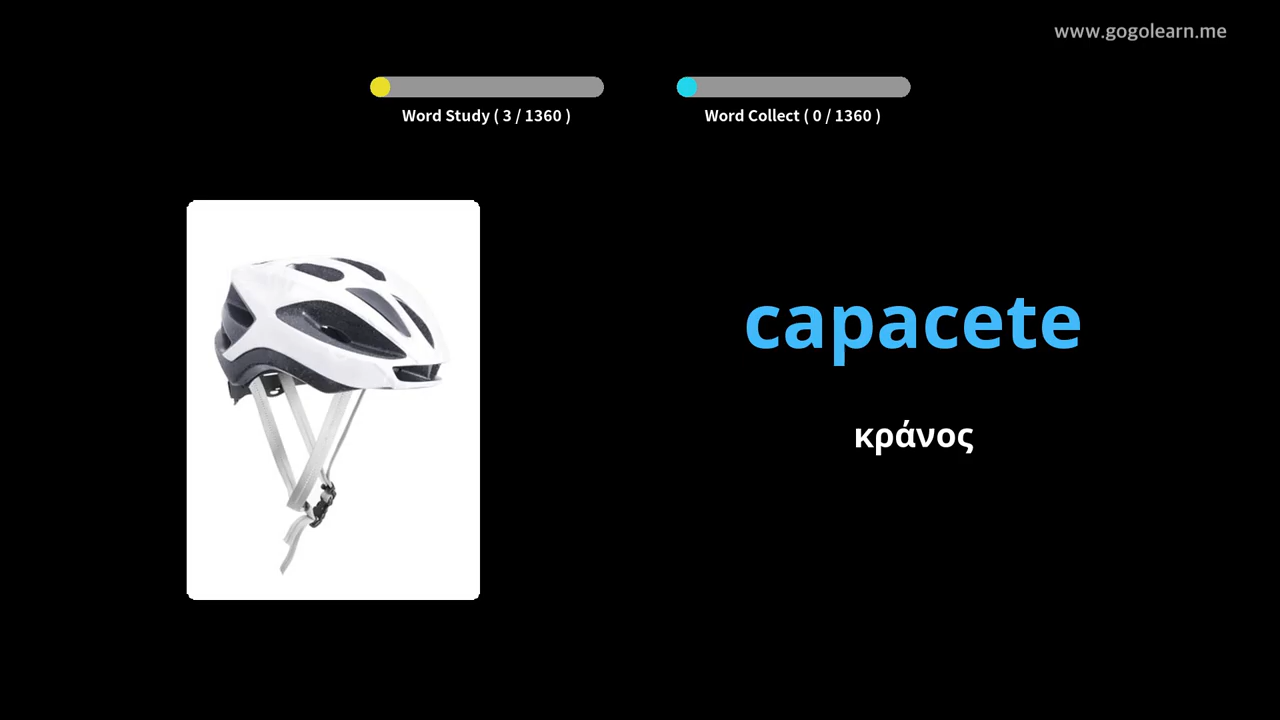 www.gogolearn.me
Word Study ( 3 / 1360 )
Word Collect ( 0 / 1360 )
capacete
κράνος